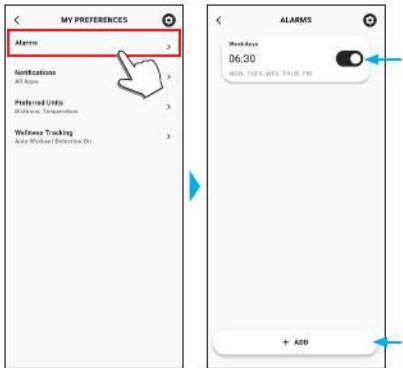 MY PREFERENCES
Alarms
Notifications
All Apps
Preferred Units
Distance, Temperature
Wellness Tracking
Auto Workout Detection On
ALARMS
Weekdays
06:30
MON, TUES, WED, THUR, FRI
+ ADD